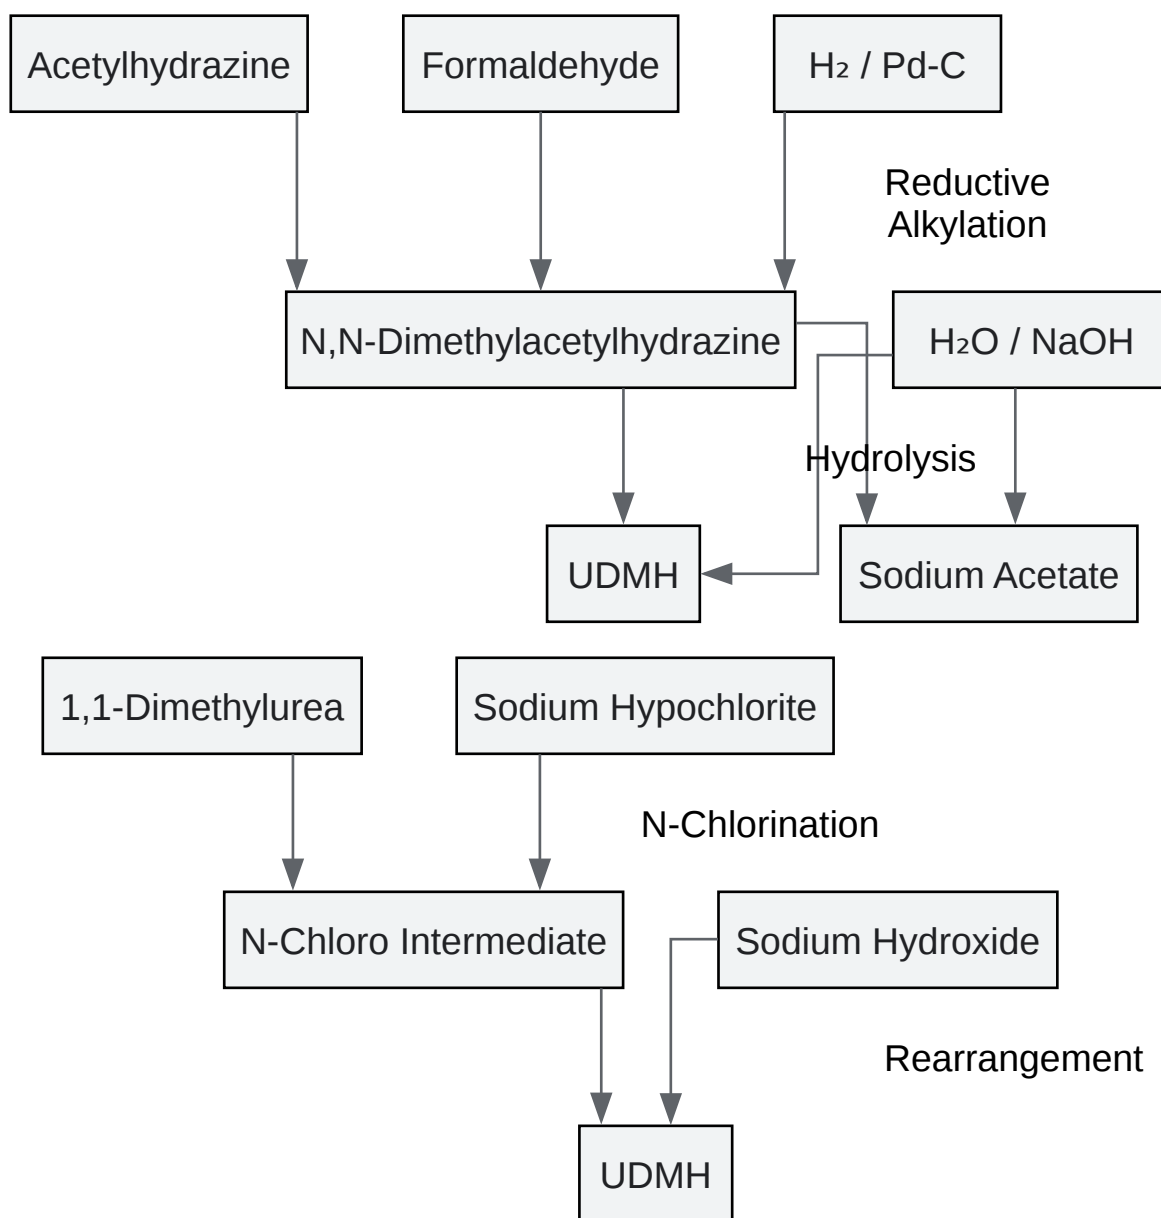 Acetylhydrazine
Formaldehyde
H₂ / Pd-C
Reductive
Alkylation
N,N-Dimethylacetylhydrazine
H₂O / NaOH
Hydrolysis
UDMH
Sodium Acetate
1,1-Dimethylurea
Sodium Hypochlorite
N-Chlorination
N-Chloro Intermediate
Sodium Hydroxide
Rearrangement
UDMH